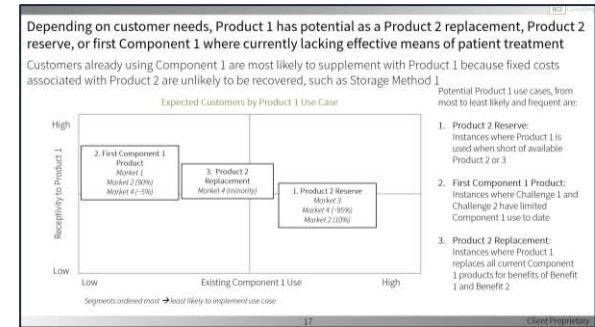 BCE
Depending on customer needs, Product 1 has potential as a Product 2 replacement, Product 2
reserve, or first Component 1 where currently lacking effective means of patient treatment
Customers already using Component 1 are most likely to supplement with Product 1 because fixed costs
associated with Product 2 are unlikely to be recovered, such as Storage Method 1
Expected Customers by Product 1 Use Case
High
Receptivity to Product 1
Low
2. First Component 1
Product
Market 1
Market 2 (90%)
Market 4 (~5%)
3. Product 2
Replacement
Market 4 (minority)
1. Product 2 Reserve
Market 3
Market 4 (~95%)
Market 2 (10%)
Low
Existing Component 1 Use
High
Segments ordered most → least likely to implement use case
Potential Product 1 use cases, from
most to least likely and frequent are:
1. Product 2 Reserve:
Instances where Product 1 is
used when short of available
Product 2 or 3
2. First Component 1 Product:
Instances where Challenge 1 and
Challenge 2 have limited
Component 1 use to date
3. Product 2 Replacement:
Instances where Product 1
replaces all current Component
1 products for benefits of Benefit
1 and Benefit 2
17
Client Proprietary